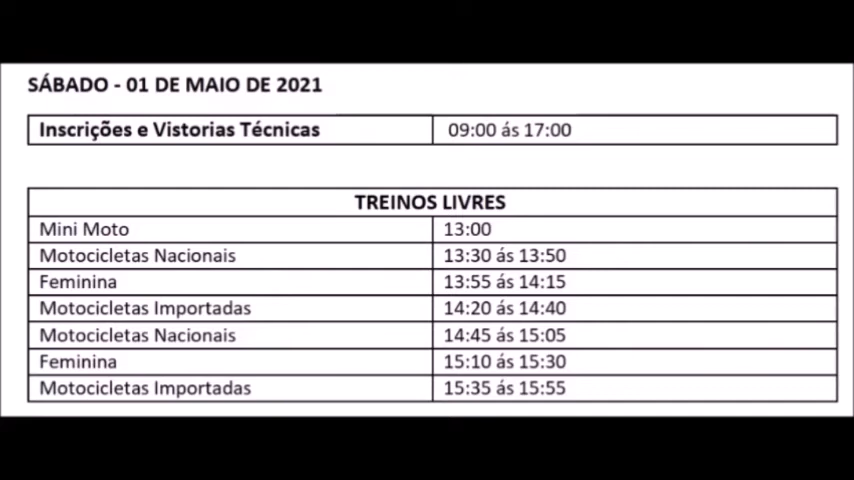 SÁBADO - 01 DE MAIO DE 2021
Inscrições e Vistorias Técnicas 09:00 ás 17:00
TREINOS LIVRES
Mini Moto 13:00
Motocicletas Nacionais 13:30 ás 13:50
Feminina 13:55 ás 14:15
Motocicletas Importadas 14:20 ás 14:40
Motocicletas Nacionais 14:45 ás 15:05
Feminina 15:10 ás 15:30
Motocicletas Importadas 15:35 ás 15:55